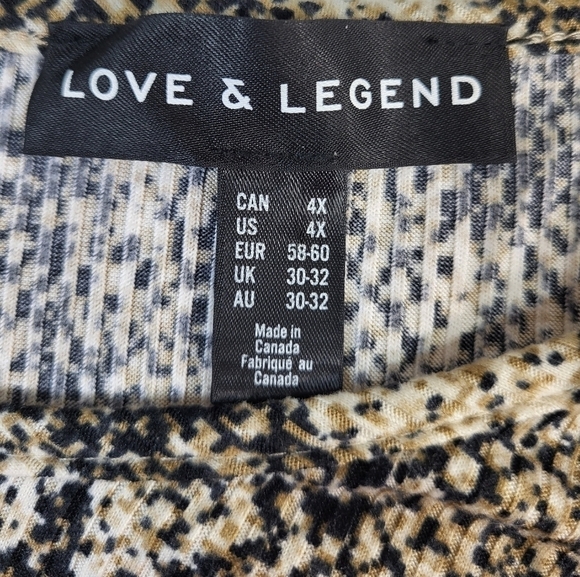 LOVE & LEGEND
CAN 4X
US 4X
EUR 58-60
UK 30-32
AU 30-32
Made in
Canada
Fabriqué au
Canada